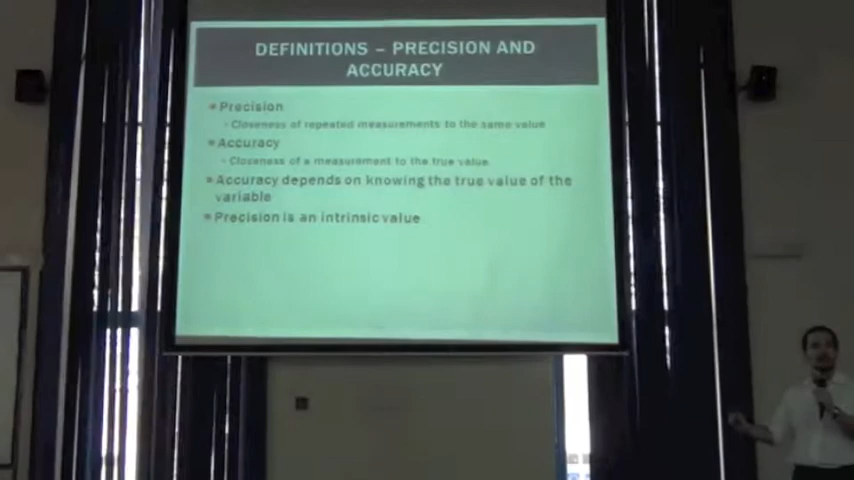 DEFINITIONS – PRECISION AND
ACCURACY
Precision
Closeness of repeated measurements to the same value
Accuracy
Closeness of a measurement to the true value
Accuracy depends on knowing the true value of the
variable
Precision is an intrinsic value